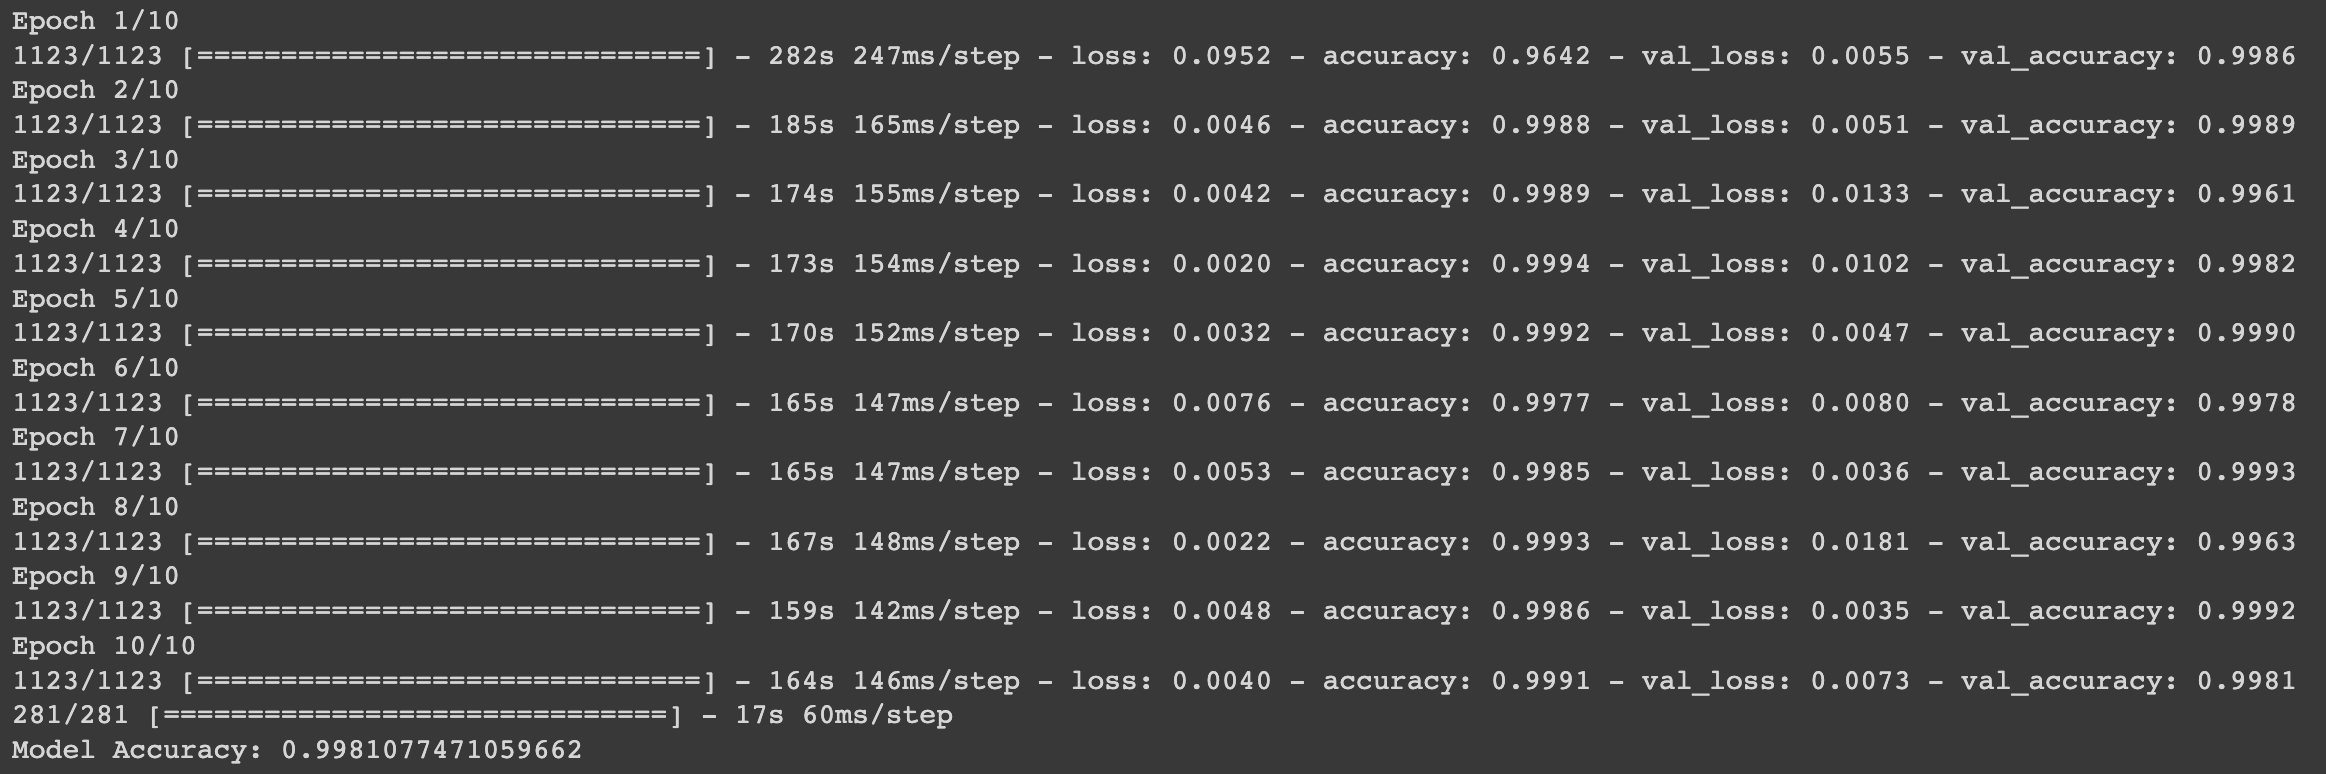 Epoch 1/10
1123/1123 [==============================] - 282s 247ms/step - loss: 0.0952 - accuracy: 0.9642 - val_loss: 0.0055 - val_accuracy: 0.9986
Epoch 2/10
1123/1123 [==============================] - 185s 165ms/step - loss: 0.0046 - accuracy: 0.9988 - val_loss: 0.0051 - val_accuracy: 0.9989
Epoch 3/10
1123/1123 [==============================] - 174s 155ms/step - loss: 0.0042 - accuracy: 0.9989 - val_loss: 0.0133 - val_accuracy: 0.9961
Epoch 4/10
1123/1123 [==============================] - 173s 154ms/step - loss: 0.0020 - accuracy: 0.9994 - val_loss: 0.0102 - val_accuracy: 0.9982
Epoch 5/10
1123/1123 [==============================] - 170s 152ms/step - loss: 0.0032 - accuracy: 0.9992 - val_loss: 0.0047 - val_accuracy: 0.9990
Epoch 6/10
1123/1123 [==============================] - 165s 147ms/step - loss: 0.0076 - accuracy: 0.9977 - val_loss: 0.0080 - val_accuracy: 0.9978
Epoch 7/10
1123/1123 [==============================] - 165s 147ms/step - loss: 0.0053 - accuracy: 0.9985 - val_loss: 0.0036 - val_accuracy: 0.9993
Epoch 8/10
1123/1123 [==============================] - 167s 148ms/step - loss: 0.0022 - accuracy: 0.9993 - val_loss: 0.0181 - val_accuracy: 0.9963
Epoch 9/10
1123/1123 [==============================] - 159s 142ms/step - loss: 0.0048 - accuracy: 0.9986 - val_loss: 0.0035 - val_accuracy: 0.9992
Epoch 10/10
1123/1123 [==============================] - 164s 146ms/step - loss: 0.0040 - accuracy: 0.9991 - val_loss: 0.0073 - val_accuracy: 0.9981
281/281 [==============================] - 17s 60ms/step
Model Accuracy: 0.9981077471059662